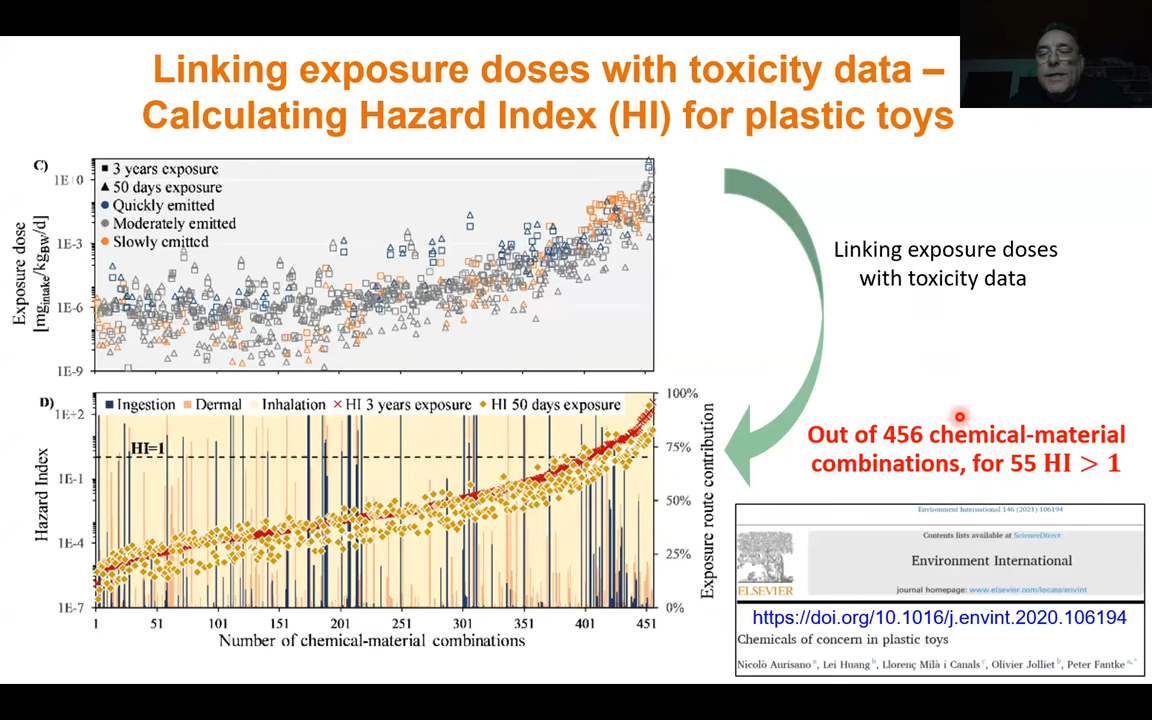 Linking exposure doses with toxicity data –
Calculating Hazard Index (HI) for plastic toys
C)
3 years exposure
50 days exposure
Quickly emitted
Moderately emitted
Slowly emitted
Exposure dose
[mgintake/kgBW/d]
1E+0
1E-3
1E-6
1E-9
Linking exposure doses
with toxicity data
D)
Ingestion Dermal Inhalation HI 3 years exposure HI 50 days exposure
HI=1
Hazard Index
1E+2
1E-1
1E-4
1E-7
100%
75%
50%
25%
0%
Exposure route contribution
1 51 101 151 201 251 301 351 401 451
Number of chemical-material combinations
Out of 456 chemical-material
combinations, for 55 HI > 1
Environment International 146 (2021) 106194
Contents lists available at ScienceDirect
Environment International
journal homepage: www.elsevier.com/locate/envint
ELSEVIER
https://doi.org/10.1016/j.envint.2020.106194
Chemicals of concern in plastic toys
Nicolò Aurisano a, Lei Huang b, Llorenç Milà i Canals c, Olivier Jolliet b, Peter Fantke a,*